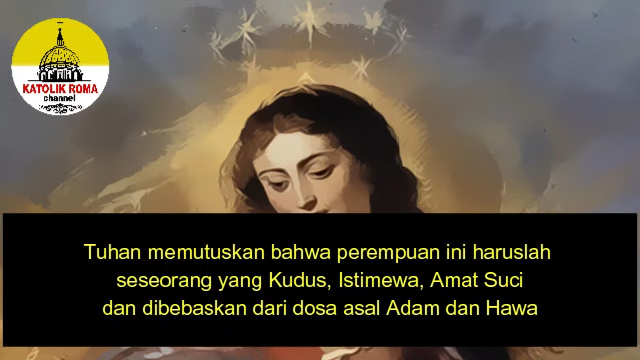 KATOLIK ROMA
channel
Tuhan memutuskan bahwa perempuan ini haruslah
seseorang yang Kudus, Istimewa, Amat Suci
dan dibebaskan dari dosa asal Adam dan Hawa